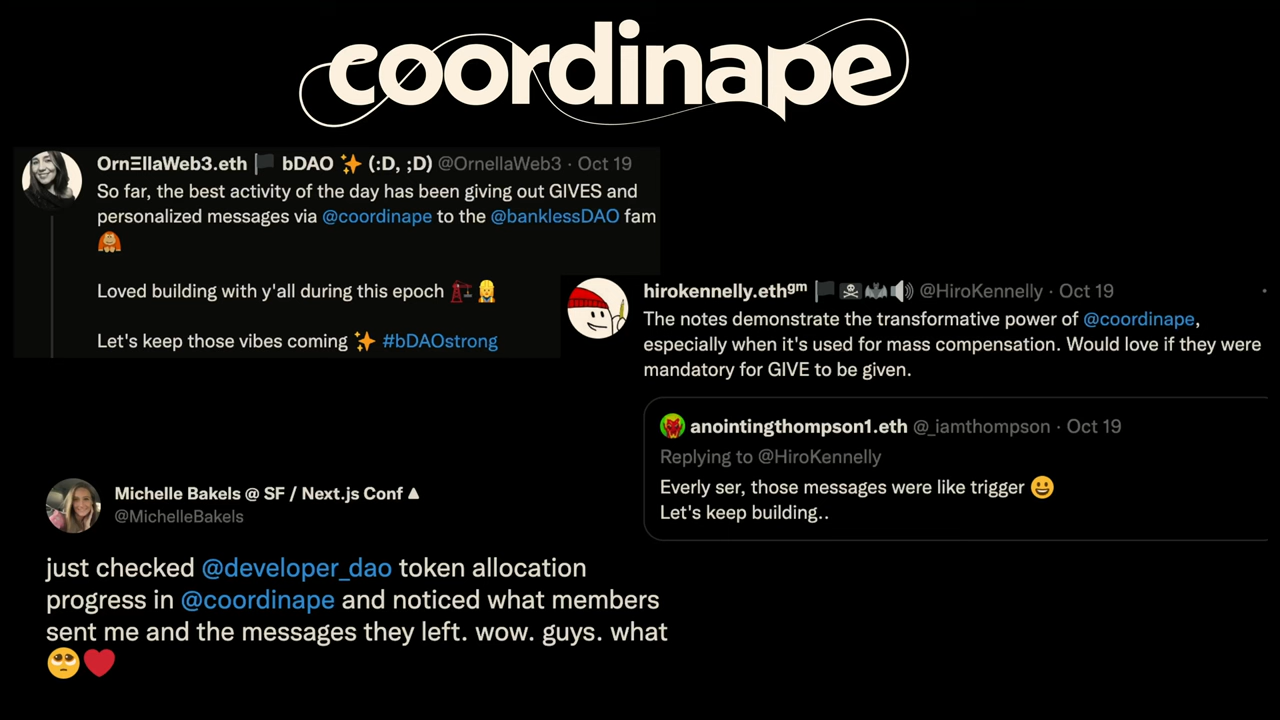 coordinape
OrnΞllaWeb3.eth 🏴 bDAO ✨ (:D, ;D) @OrnellaWeb3 · Oct 19
So far, the best activity of the day has been giving out GIVES and
personalized messages via @coordinape to the @banklessDAO fam
🦧
Loved building with y'all during this epoch 🏗️👷‍♀️
Let's keep those vibes coming ✨ #bDAOstrong
hirokennelly.ethᵍᵐ 🏴🏴‍☠️🦇🔊 @HiroKennelly · Oct 19
The notes demonstrate the transformative power of @coordinape,
especially when it's used for mass compensation. Would love if they were
mandatory for GIVE to be given.
anointingthompson1.eth @_iamthompson · Oct 19
Replying to @HiroKennelly
Everly ser, those messages were like trigger 😀
Let's keep building..
Michelle Bakels @ SF / Next.js Conf ▲
@MichelleBakels
just checked @developer_dao token allocation
progress in @coordinape and noticed what members
sent me and the messages they left. wow. guys. what
🥺❤️